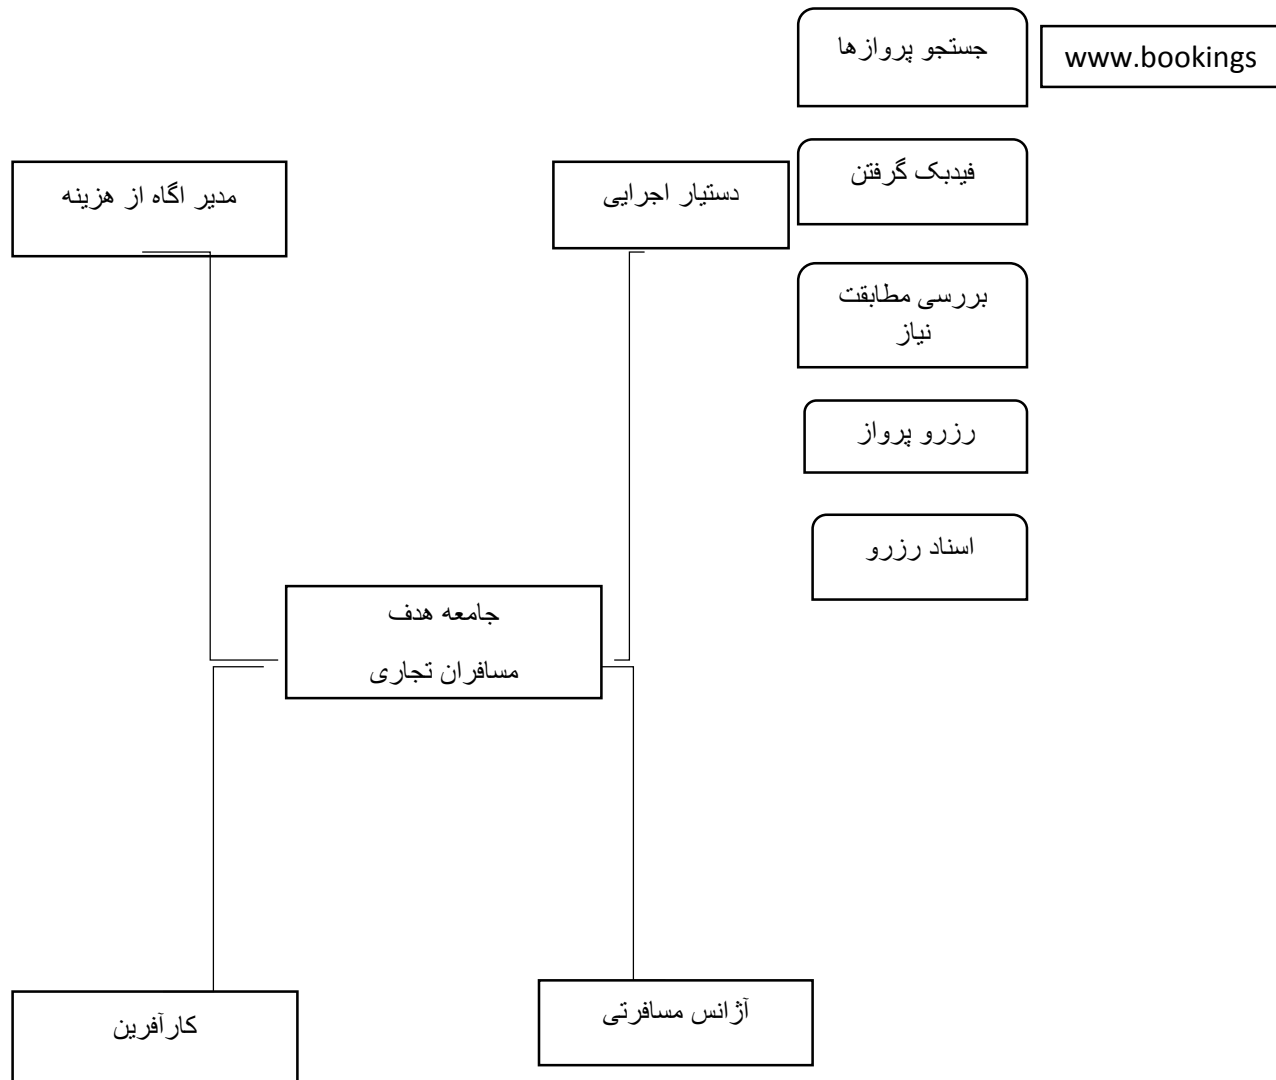 جستجو پروازها
www.bookings
فیدبک گرفتن
مدیر اگاه از هزینه
دستیار اجرایی
بررسی مطابقت
نیاز
رزرو پرواز
اسناد رزرو
جامعه هدف
مسافران تجاری
آژانس مسافرتی
کارآفرین